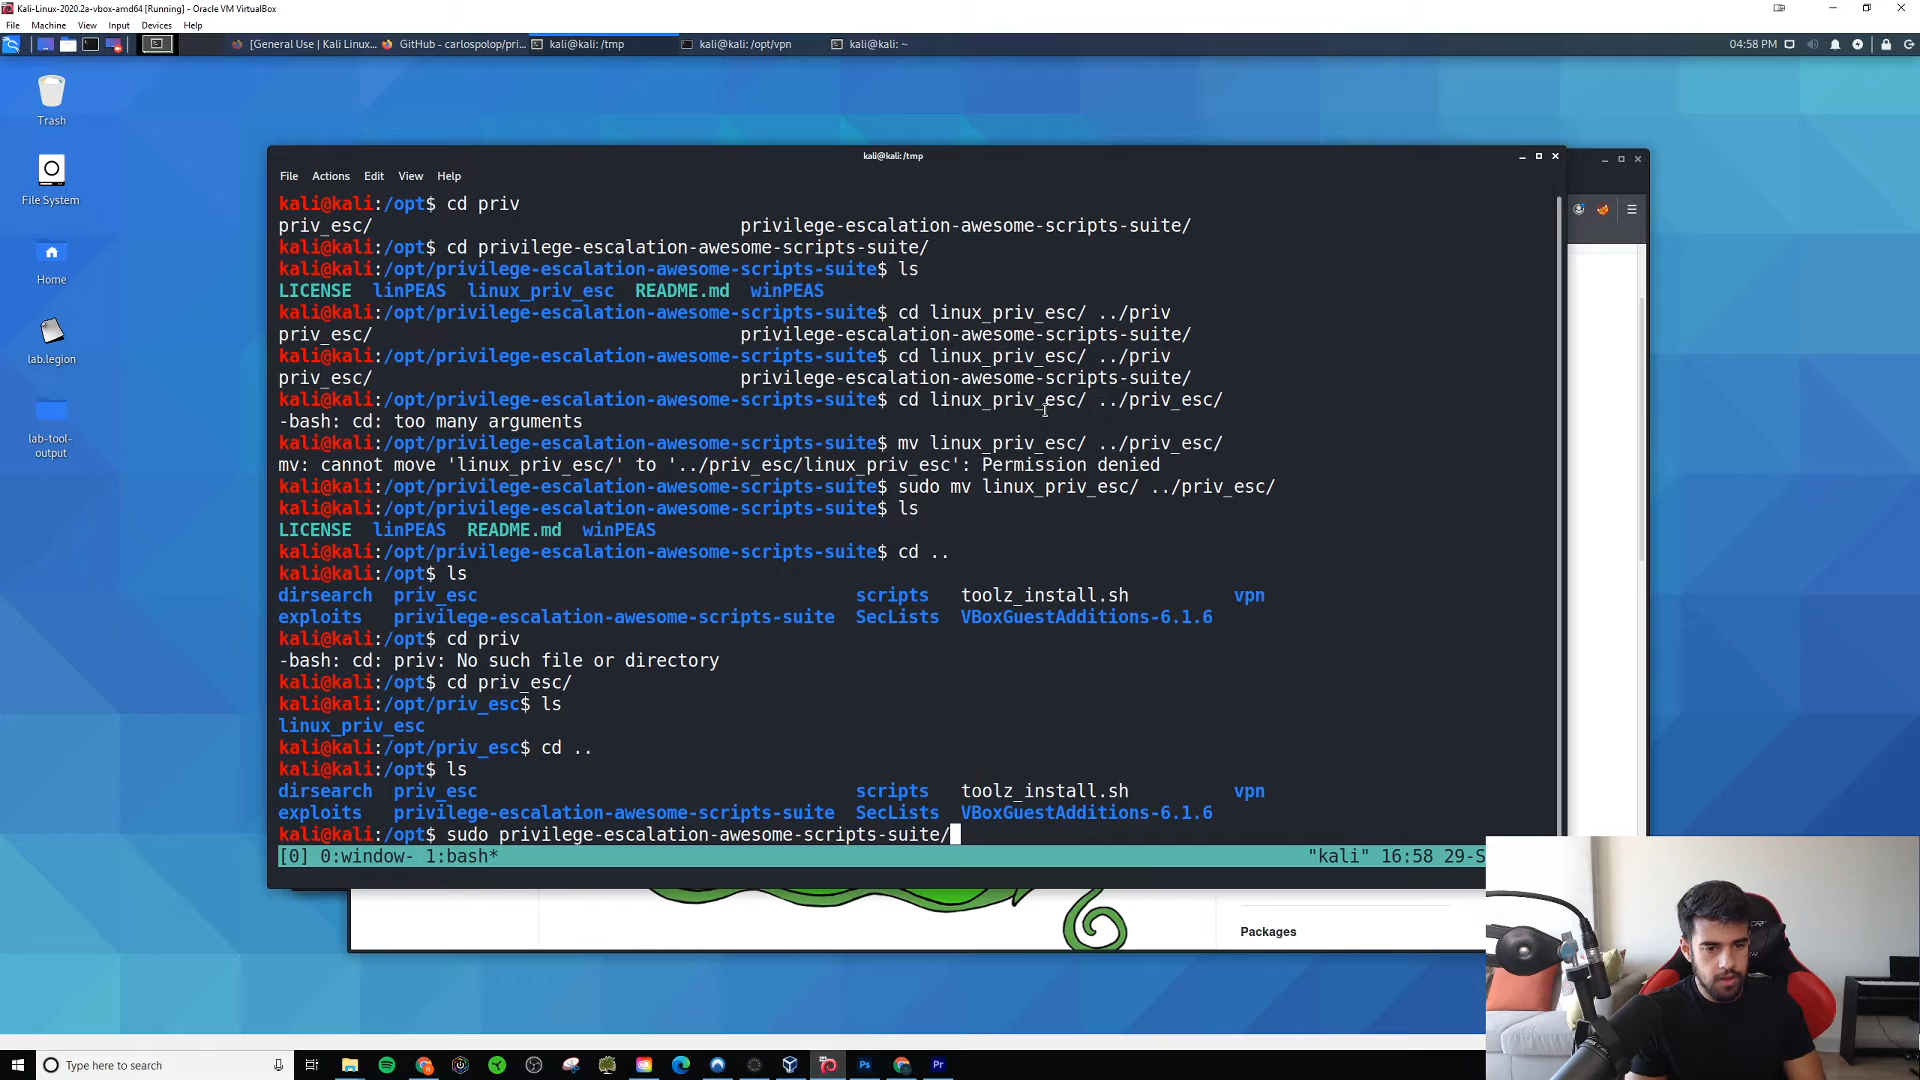 Kali-Linux-2020.2a-vbox-amd64 [Running] - Oracle VM VirtualBox
File Machine View Input Devices Help
[General Use | Kali Linux... GitHub - carlospolop/pri... kali@kali: /tmp kali@kali: /opt/vpn kali@kali: ~ 04:58 PM
Trash
File System
Home
lab.legion
lab-tool-
output
kali@kali: /tmp
File Actions Edit View Help
kali@kali:/opt$ cd priv
priv_esc/ privilege-escalation-awesome-scripts-suite/
kali@kali:/opt$ cd privilege-escalation-awesome-scripts-suite/
kali@kali:/opt/privilege-escalation-awesome-scripts-suite$ ls
LICENSE linPEAS linux_priv_esc README.md winPEAS
kali@kali:/opt/privilege-escalation-awesome-scripts-suite$ cd linux_priv_esc/ ../priv
priv_esc/ privilege-escalation-awesome-scripts-suite/
kali@kali:/opt/privilege-escalation-awesome-scripts-suite$ cd linux_priv_esc/ ../priv
priv_esc/ privilege-escalation-awesome-scripts-suite/
kali@kali:/opt/privilege-escalation-awesome-scripts-suite$ cd linux_priv_esc/ ../priv_esc/
-bash: cd: too many arguments
kali@kali:/opt/privilege-escalation-awesome-scripts-suite$ mv linux_priv_esc/ ../priv_esc/
mv: cannot move 'linux_priv_esc/' to '../priv_esc/linux_priv_esc': Permission denied
kali@kali:/opt/privilege-escalation-awesome-scripts-suite$ sudo mv linux_priv_esc/ ../priv_esc/
kali@kali:/opt/privilege-escalation-awesome-scripts-suite$ ls
LICENSE linPEAS README.md winPEAS
kali@kali:/opt/privilege-escalation-awesome-scripts-suite$ cd ..
kali@kali:/opt$ ls
dirsearch priv_esc scripts toolz_install.sh vpn
exploits privilege-escalation-awesome-scripts-suite SecLists VBoxGuestAdditions-6.1.6
kali@kali:/opt$ cd priv
-bash: cd: priv: No such file or directory
kali@kali:/opt$ cd priv_esc/
kali@kali:/opt/priv_esc$ ls
linux_priv_esc
kali@kali:/opt/priv_esc$ cd ..
kali@kali:/opt$ ls
dirsearch priv_esc scripts toolz_install.sh vpn
exploits privilege-escalation-awesome-scripts-suite SecLists VBoxGuestAdditions-6.1.6
kali@kali:/opt$ sudo privilege-escalation-awesome-scripts-suite/
[0] 0:window- 1:bash* "kali" 16:58 29-S
Packages
Type here to search
Ps
Pr